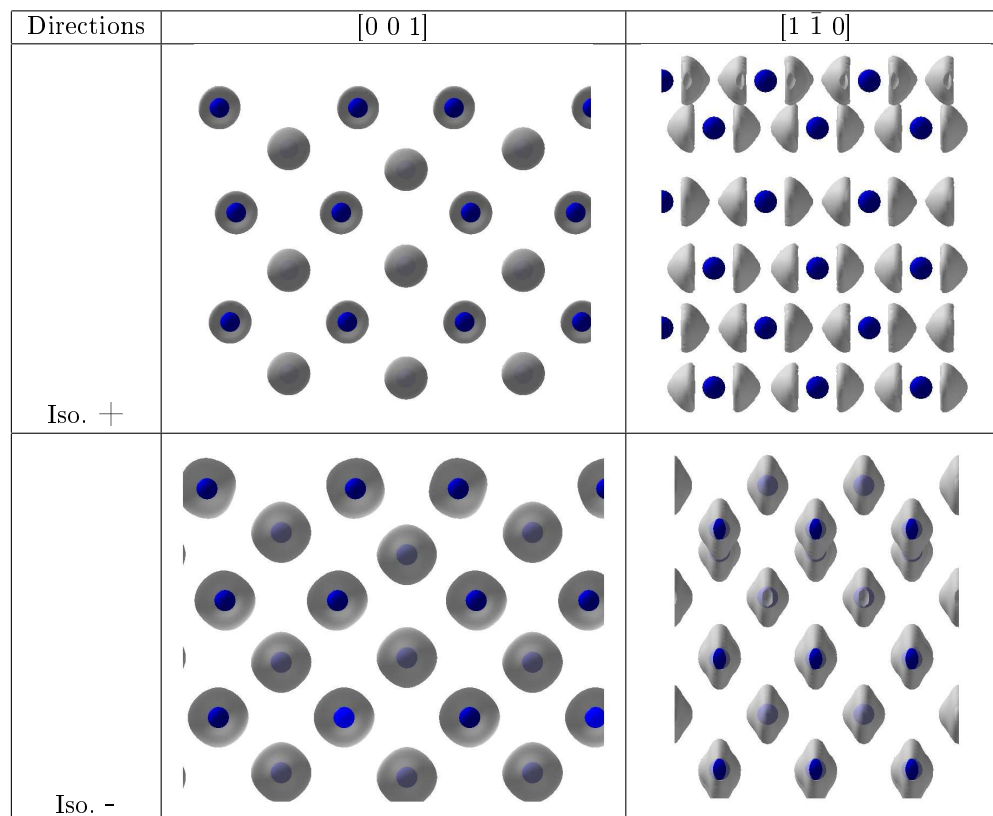 Directions [0 0 1] [1 1̄ 0]
Iso. +
Iso. -